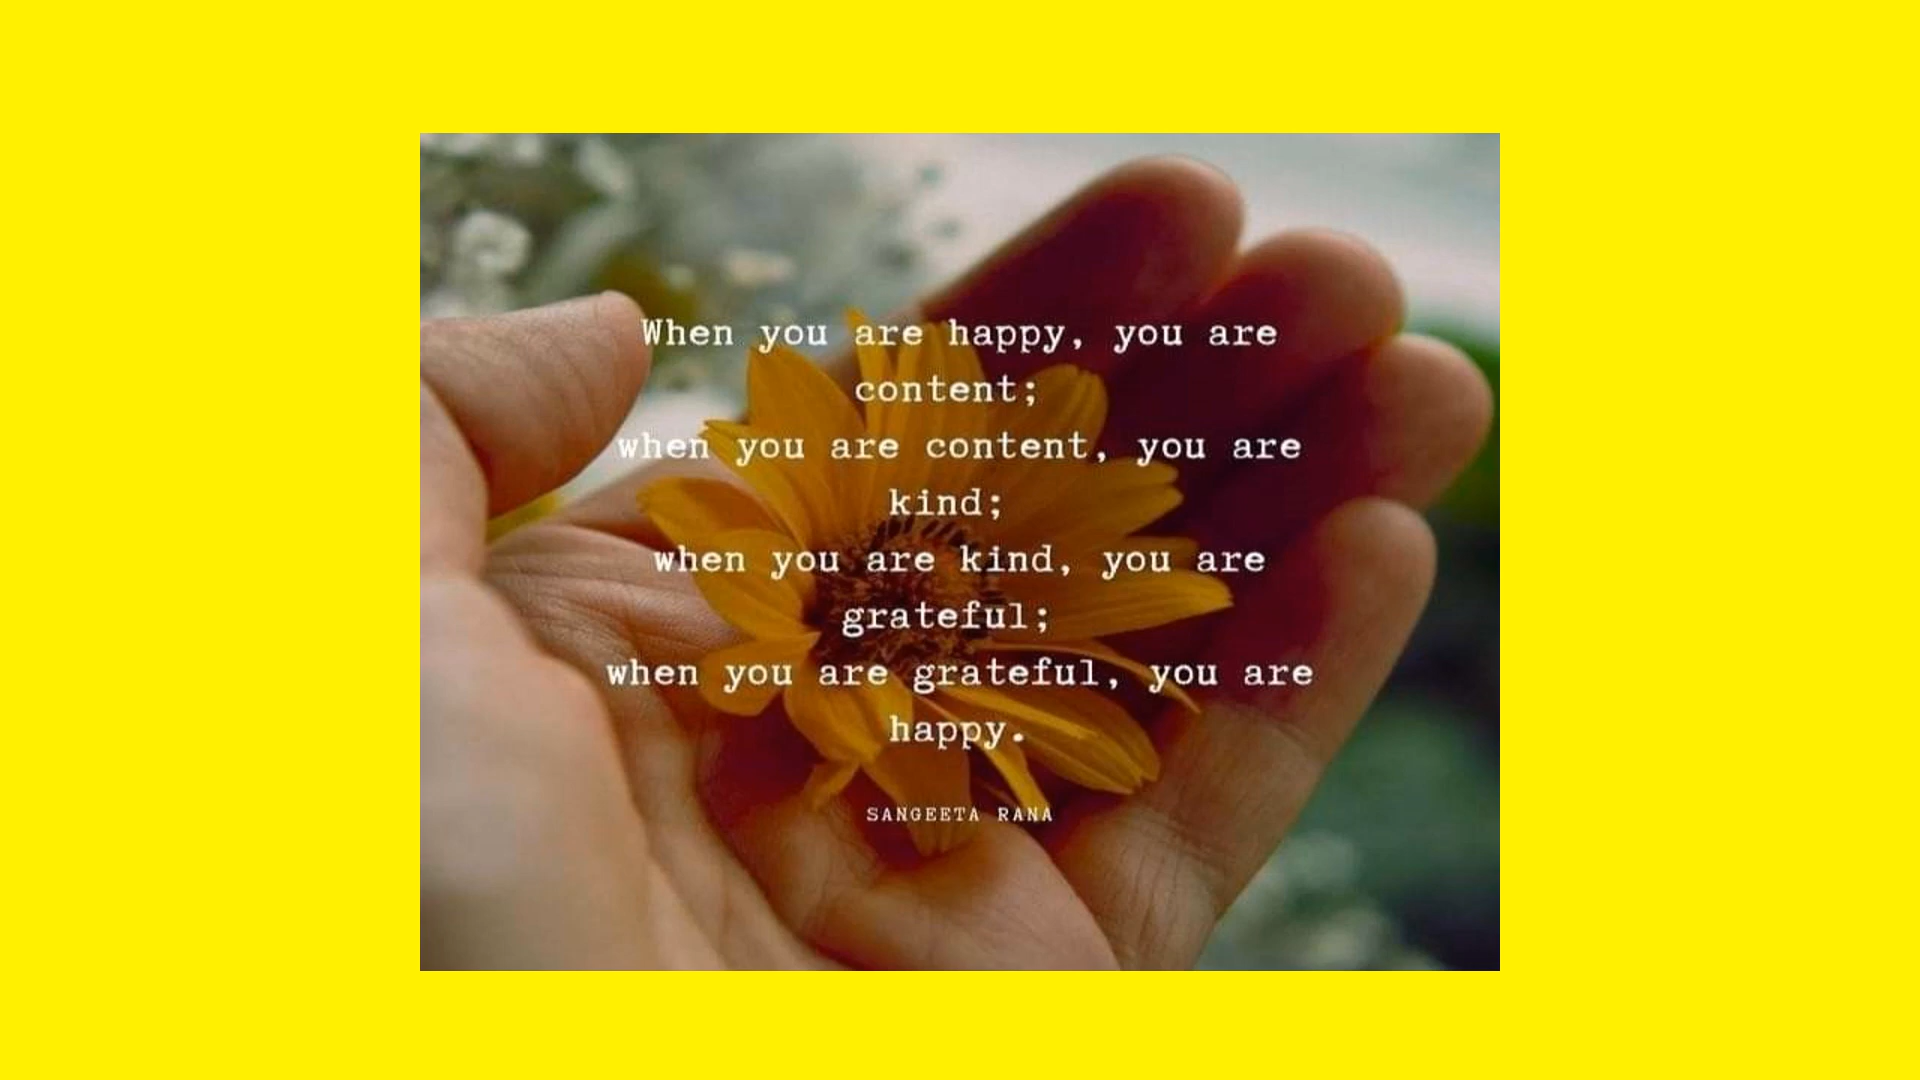 When you are happy, you are
content;
when you are content, you are
kind;
when you are kind, you are
grateful;
when you are grateful, you are
happy.
SANGEETA RANA